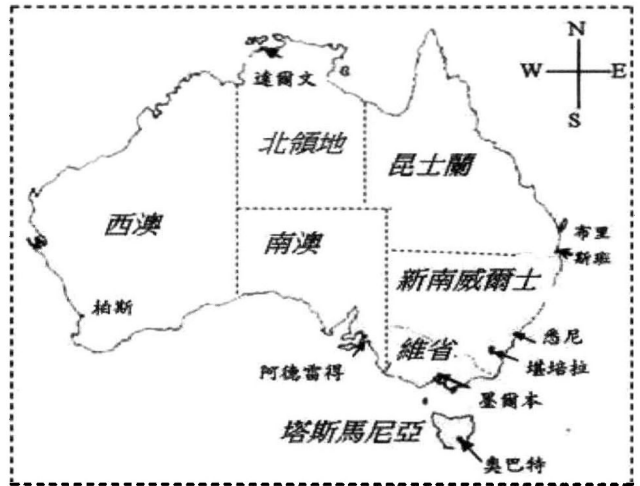 N
W E
S
達爾文
北領地
昆士蘭
西澳
南澳
布里
斯班
新南威爾士
柏斯
悉尼
維省
堪培拉
阿德雷得
墨爾本
塔斯馬尼亞
奧巴特